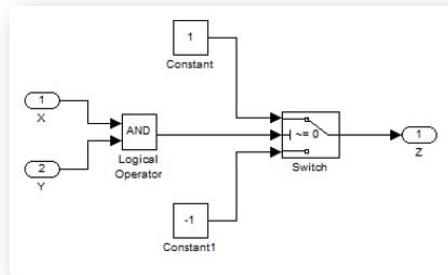 1
Constant
1
X
AND
Logical
Operator
2
Y
~= 0
Switch
1
Z
-1
Constant1